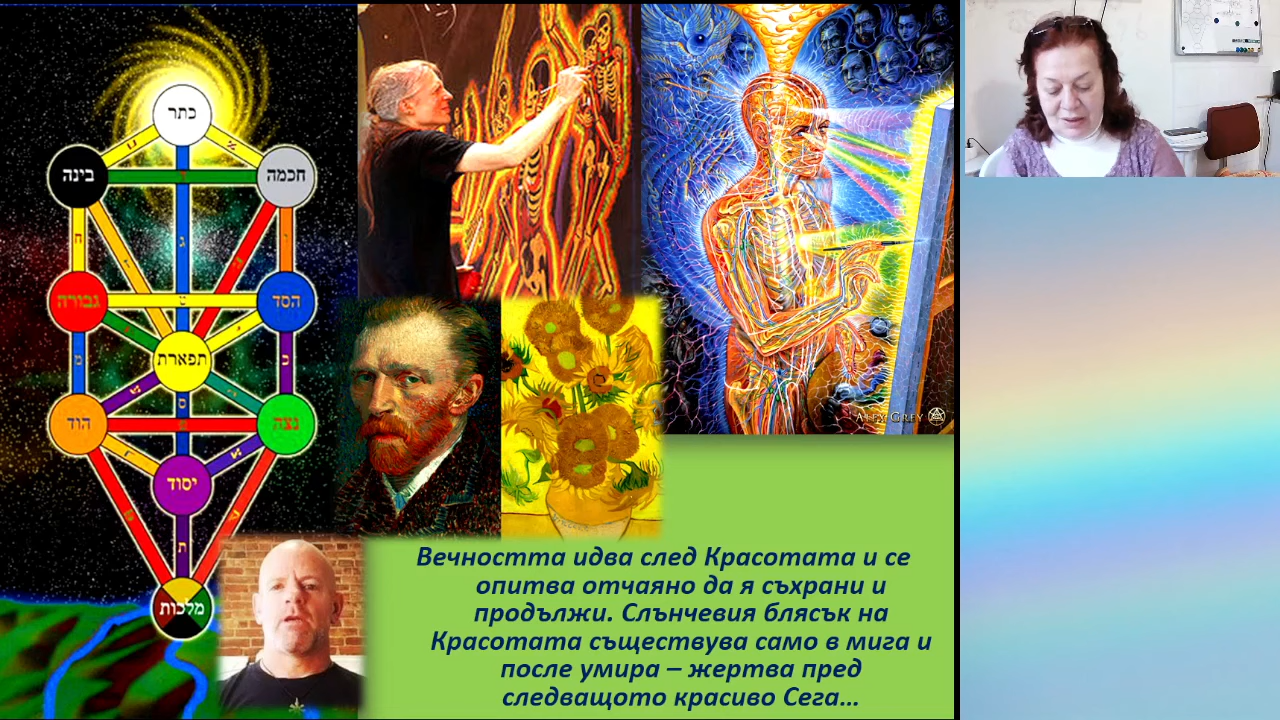 כתר
בינה
חכמה
גבורה
חסד
תפארת
הוד
נצח
יסוד
מלכות
ALEX GREY
Вечността идва след Красотата и се
опитва отчаяно да я съхрани и
продължи. Слънчевия блясък на
Красотата съществува само в мига и
после умира – жертва пред
следващото красиво Сега...